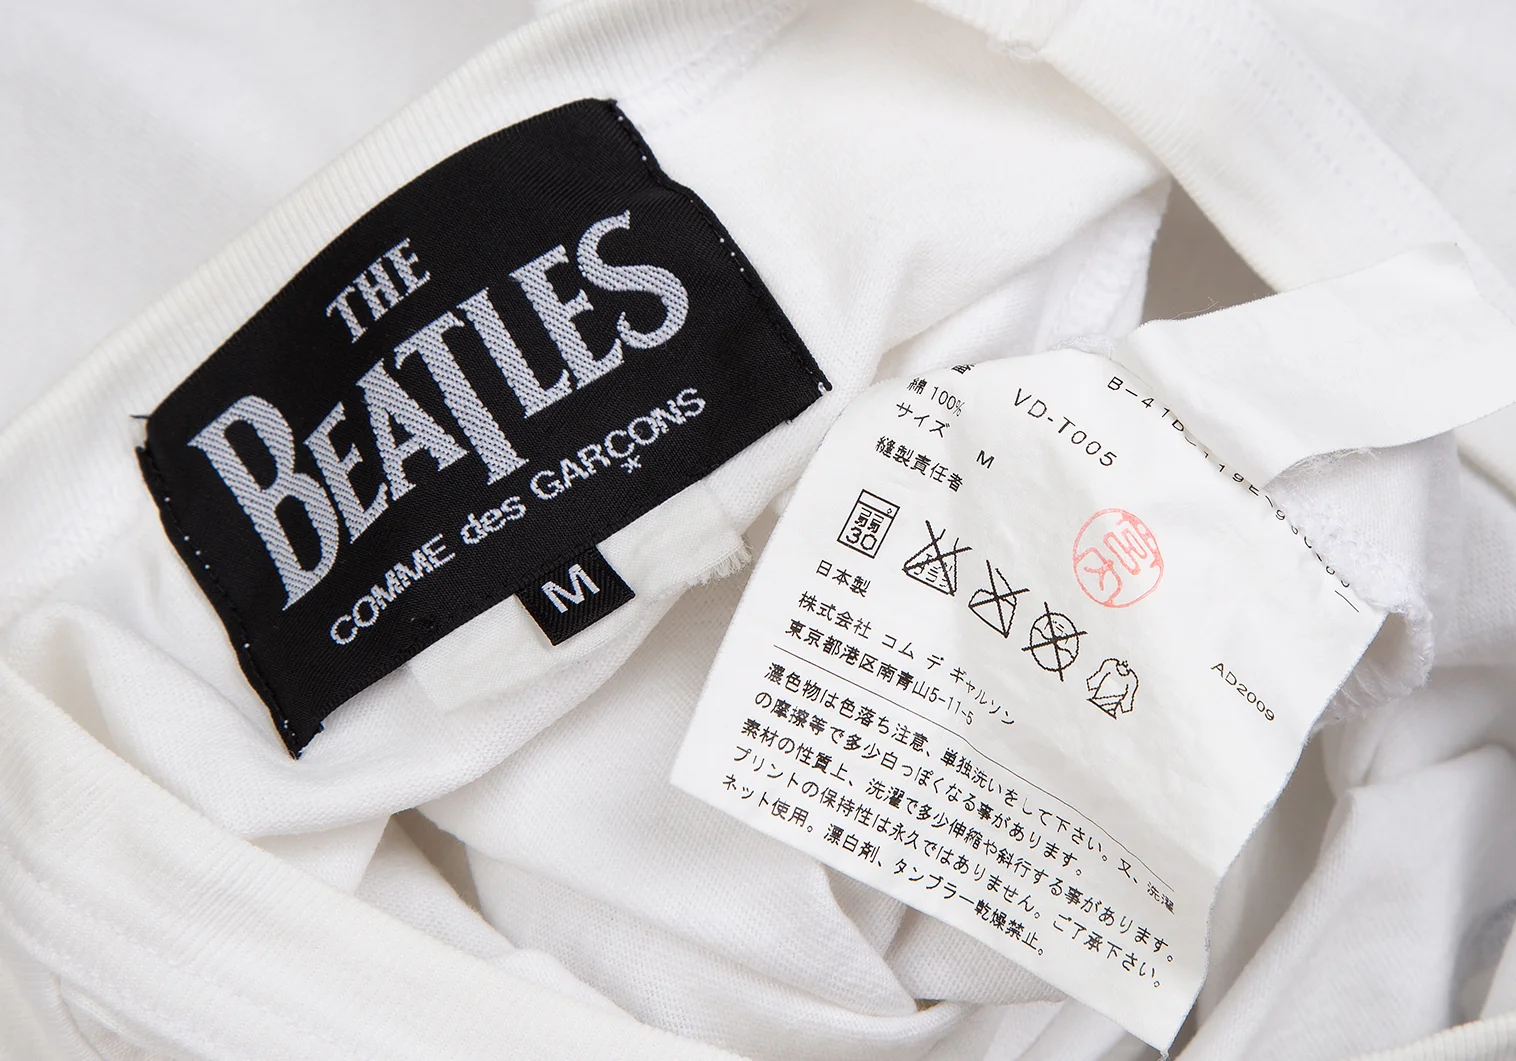 THE
BEATLES
COMME des GARÇONS
M
VD-T005
綿 100%
サイズ M
縫製責任者
弱
30
日本製
株式会社 コム デ ギャルソン
東京都港区南青山5-11-5
AD2009
濃色物は色落ち注意、単独洗いをして下さい。又、洗濯
の摩擦等で多少白っぽくなる事があります。
素材の性質上、洗濯で多少伸縮や斜行する事があります。
プリントの保持性は永久ではありません。ご了承下さい。
ネット使用。漂白剤、タンブラー乾燥禁止。